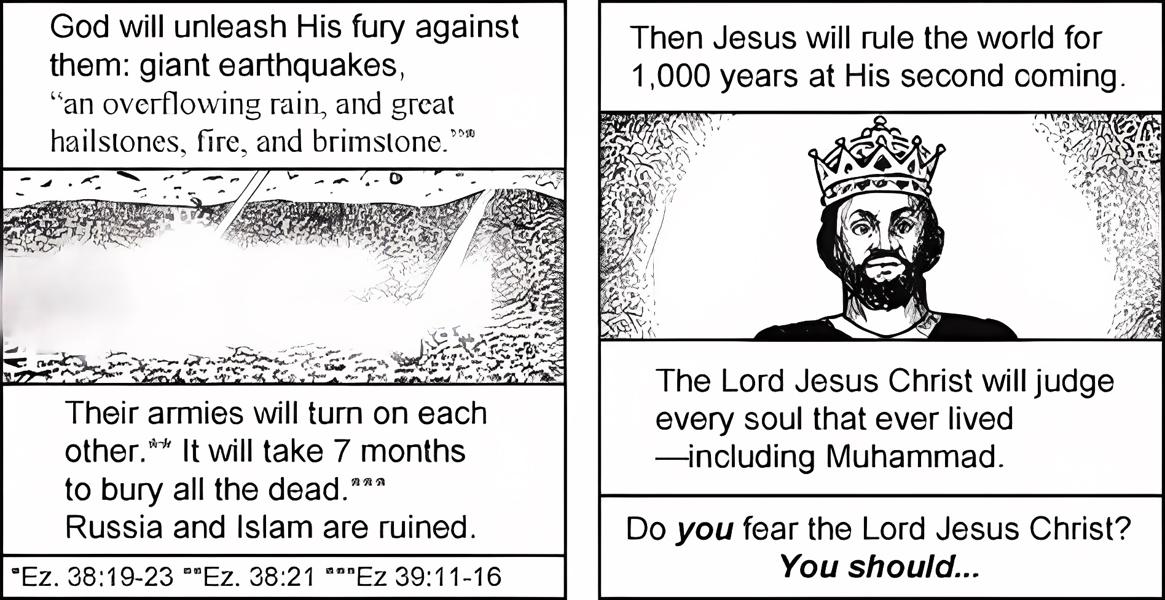 God will unleash His fury against
them: giant earthquakes,
“an overflowing rain, and great
hailstones, fire, and brimstone.”
Their armies will turn on each
other.** It will take 7 months
to bury all the dead.***
Russia and Islam are ruined.
*Ez. 38:19-23 **Ez. 38:21 ***Ez 39:11-16
Then Jesus will rule the world for
1,000 years at His second coming.
The Lord Jesus Christ will judge
every soul that ever lived
—including Muhammad.
Do you fear the Lord Jesus Christ?
You should...